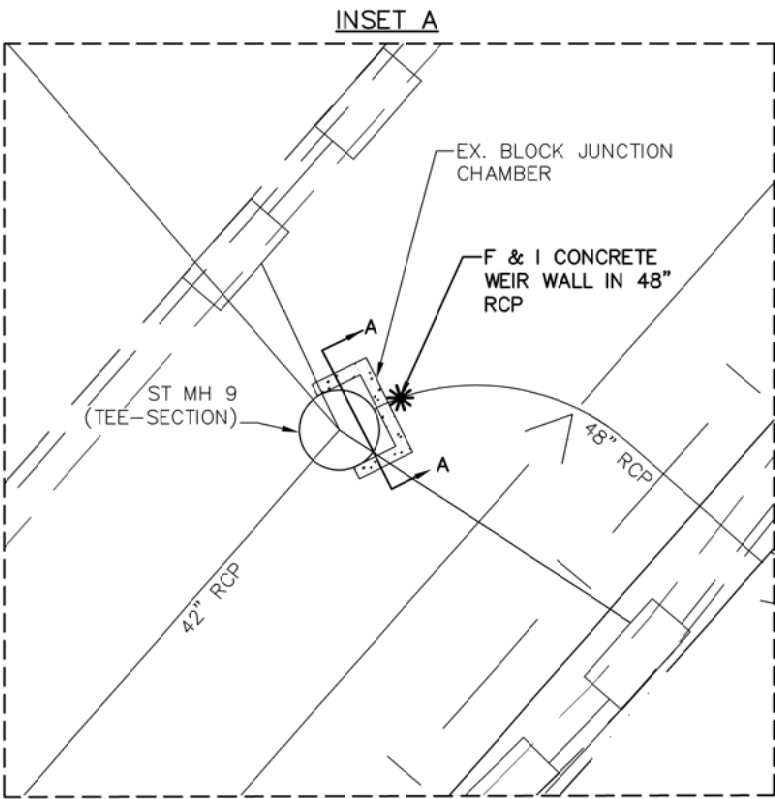 INSET A
EX. BLOCK JUNCTION
CHAMBER
F & I CONCRETE
WEIR WALL IN 48"
RCP
A
ST MH 9
(TEE-SECTION)
A
48" RCP
42" RCP